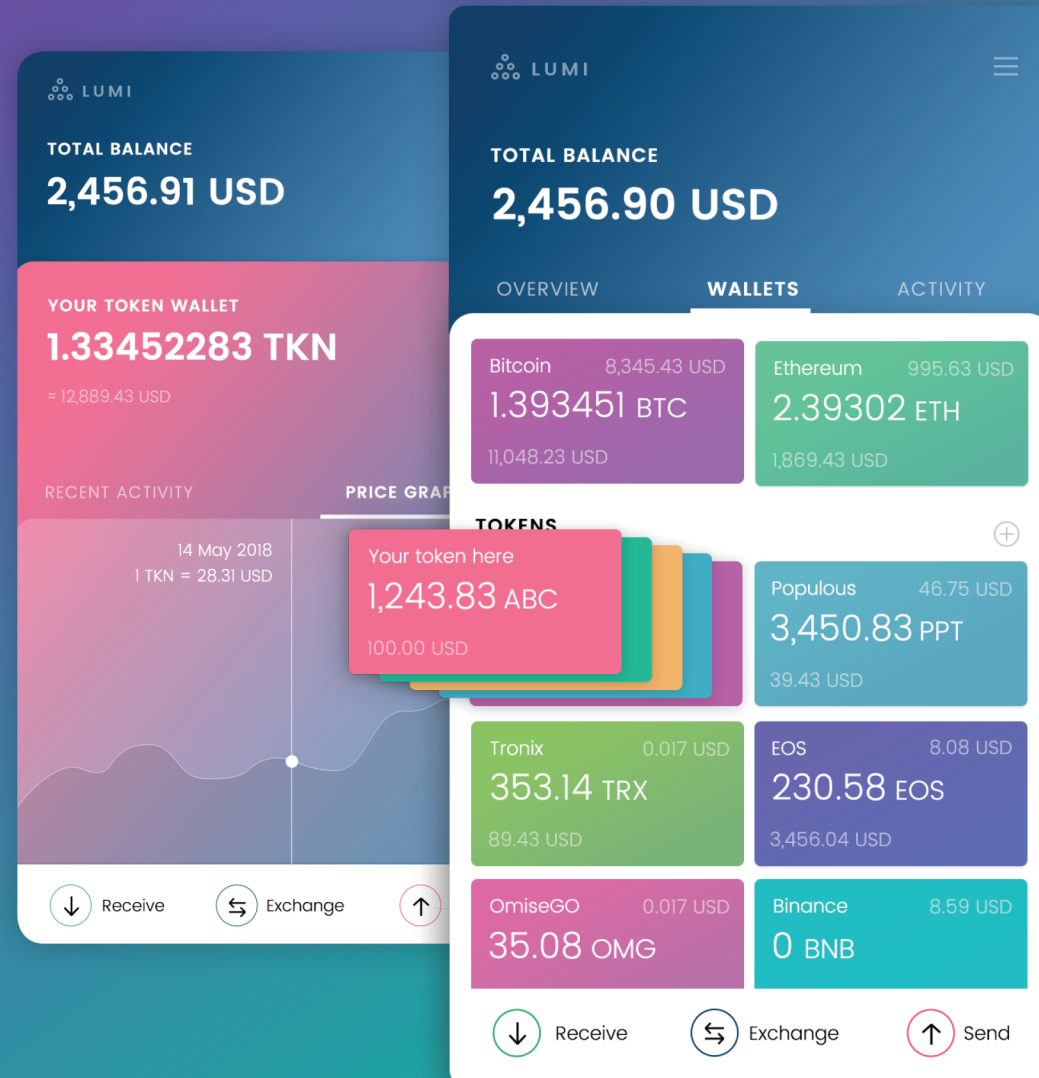 LUMI
TOTAL BALANCE
2,456.91 USD
YOUR TOKEN WALLET
1.33452283 TKN
≈ 12,889.43 USD
RECENT ACTIVITY
PRICE GRAP
14 May 2018
1 TKN = 28.31 USD
Receive
Exchange
LUMI
TOTAL BALANCE
2,456.90 USD
OVERVIEW
WALLETS
ACTIVITY
Bitcoin 8,345.43 USD
1.393451 BTC
11,048.23 USD
Ethereum 995.63 USD
2.39302 ETH
1,869.43 USD
TOKENS
Your token here
1,243.83 ABC
100.00 USD
Populous 46.75 USD
3,450.83 PPT
39.43 USD
Tronix 0.017 USD
353.14 TRX
89.43 USD
EOS 8.08 USD
230.58 EOS
3,456.04 USD
OmiseGO 0.017 USD
35.08 OMG
Binance 8.59 USD
0 BNB
Receive
Exchange
Send